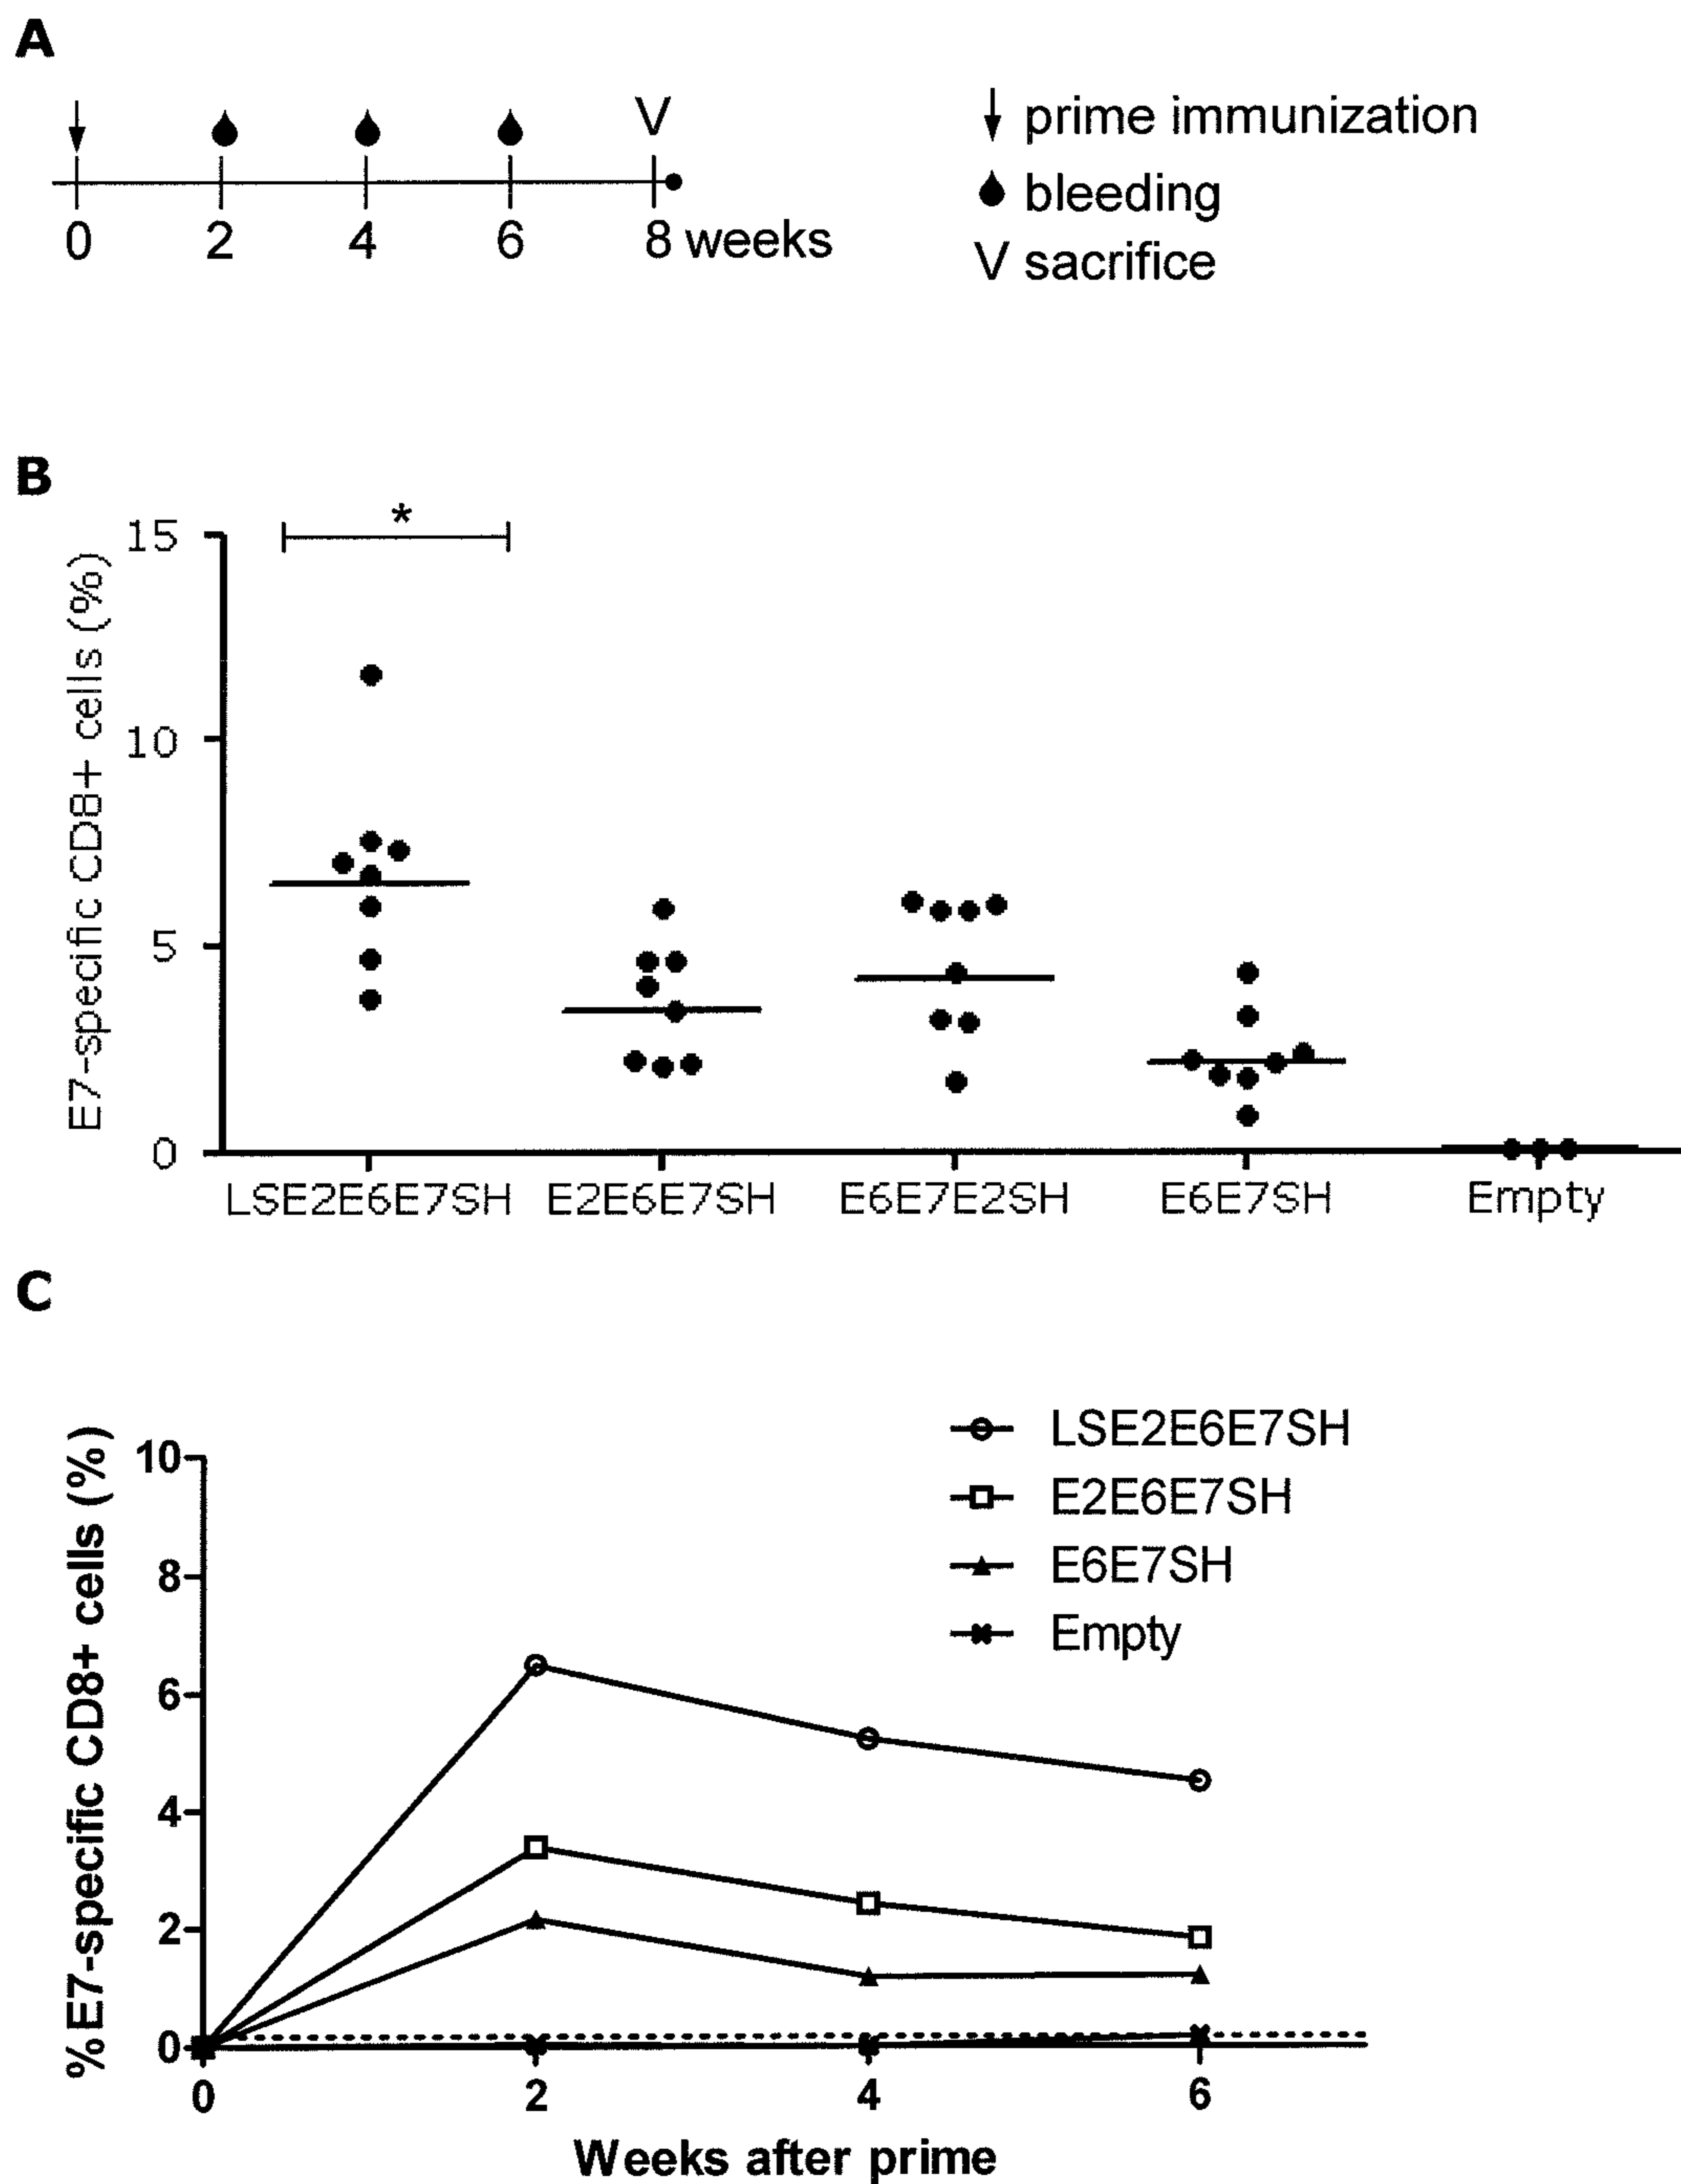 A
V
0 2 4 6 8 weeks
prime immunization
bleeding
V sacrifice
B
*
E7-specific CD8+ cells (%)
15
10
5
0
LSE2E6E7SH E2E6E7SH E6E7E2SH E6E7SH Empty
C
% E7-specific CD8+ cells (%)
10
8
6
4
2
0
LSE2E6E7SH
E2E6E7SH
E6E7SH
Empty
0 2 4 6
Weeks after prime